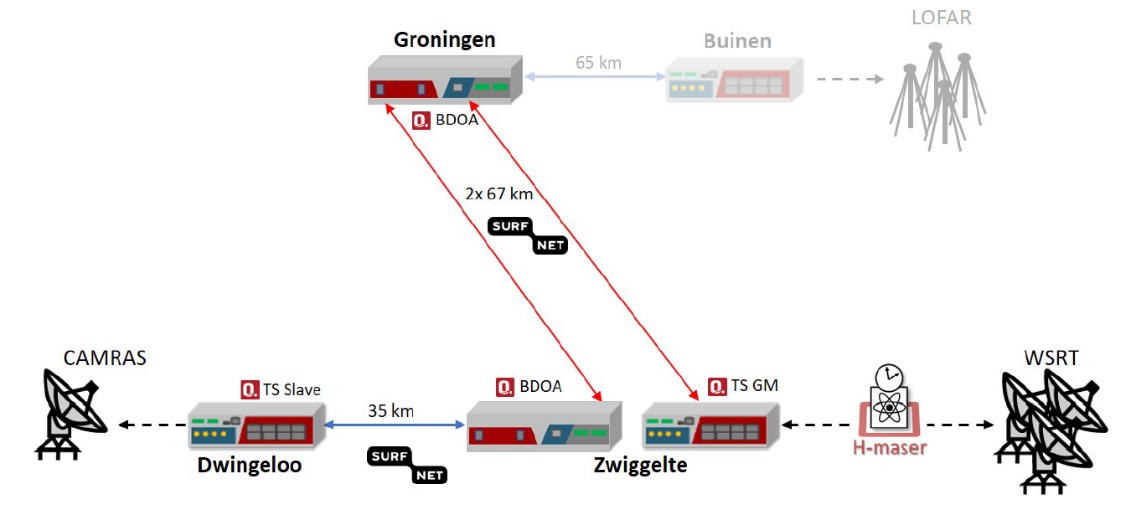 LOFAR
Groningen
Buinen
65 km
Q. BDOA
2x 67 km
SURF
NET
CAMRAS
WSRT
Q. TS Slave
Q. BDOA
Q. TS GM
35 km
H-maser
Dwingeloo
Zwiggelte
SURF
NET